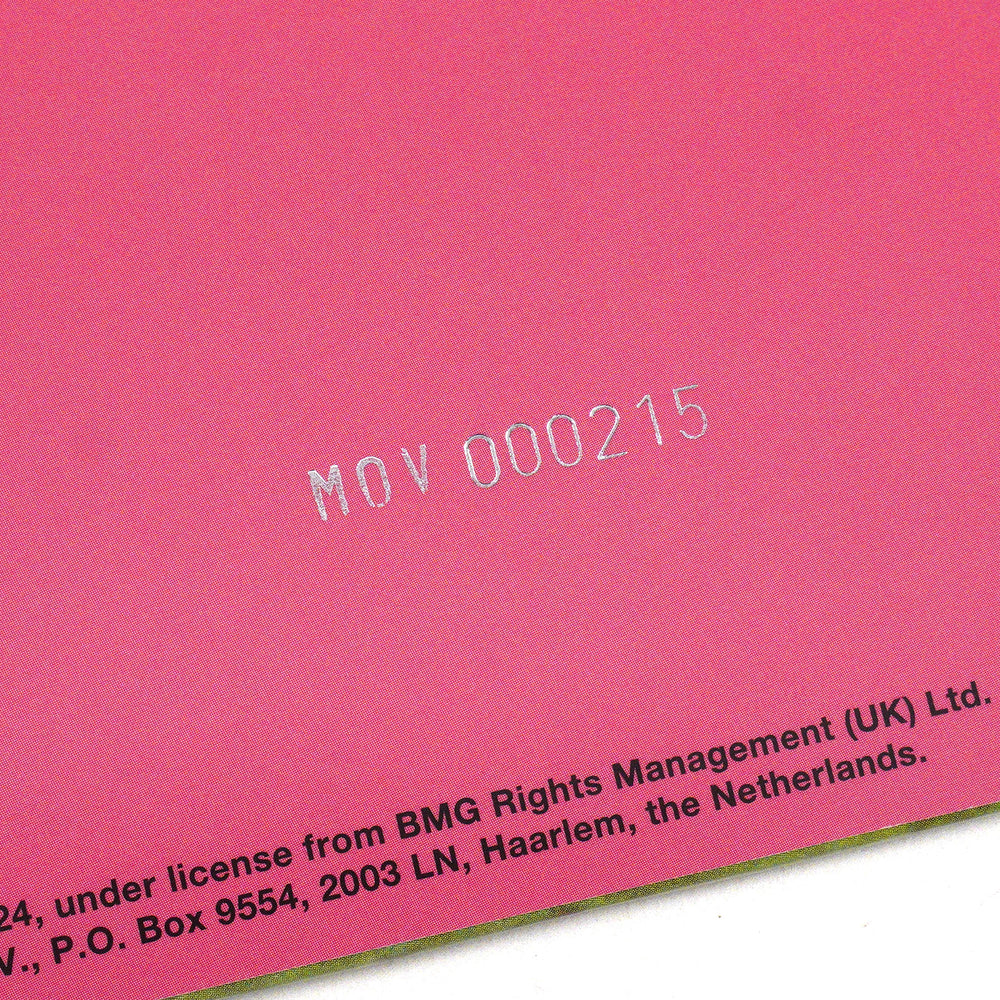 MOV 000215
24, under license from BMG Rights Management (UK) Ltd.
V., P.O. Box 9554, 2003 LN, Haarlem, the Netherlands.